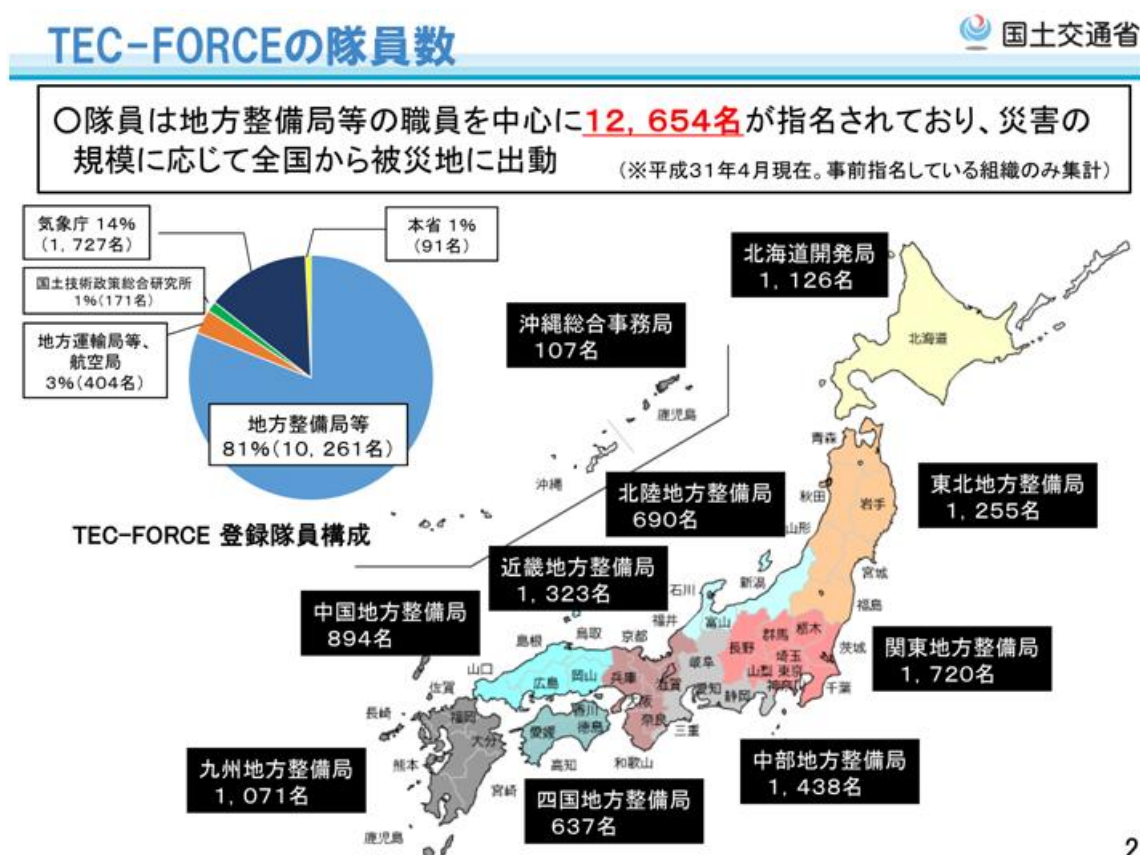 TEC-FORCEの隊員数
国土交通省
〇隊員は地方整備局等の職員を中心に12,654名が指名されており、災害の
規模に応じて全国から被災地に出動
(※平成31年4月現在。事前指名している組織のみ集計)
気象庁 14%
(1,727名)
本省 1%
(91名)
国土技術政策総合研究所
1%(171名)
地方運輸局等、
航空局
3%(404名)
地方整備局等
81%(10,261名)
TEC-FORCE 登録隊員構成
北海道開発局
1,126名
沖縄総合事務局
107名
北海道
鹿児島
沖縄
青森
秋田
岩手
山形
宮城
福島
東北地方整備局
1,255名
北陸地方整備局
690名
近畿地方整備局
1,323名
石川
新潟
中国地方整備局
894名
福井
富山
群馬
栃木
長野
埼玉
茨城
山梨
東京
神奈川
千葉
関東地方整備局
1,720名
島根
鳥取
京都
岐阜
山口
広島
岡山
兵庫
滋賀
愛知
静岡
阪
奈良
三重
和歌山
佐賀
長崎
福岡
大分
熊本
宮崎
鹿児島
愛媛
香川
徳島
高知
九州地方整備局
1,071名
四国地方整備局
637名
中部地方整備局
1,438名
2